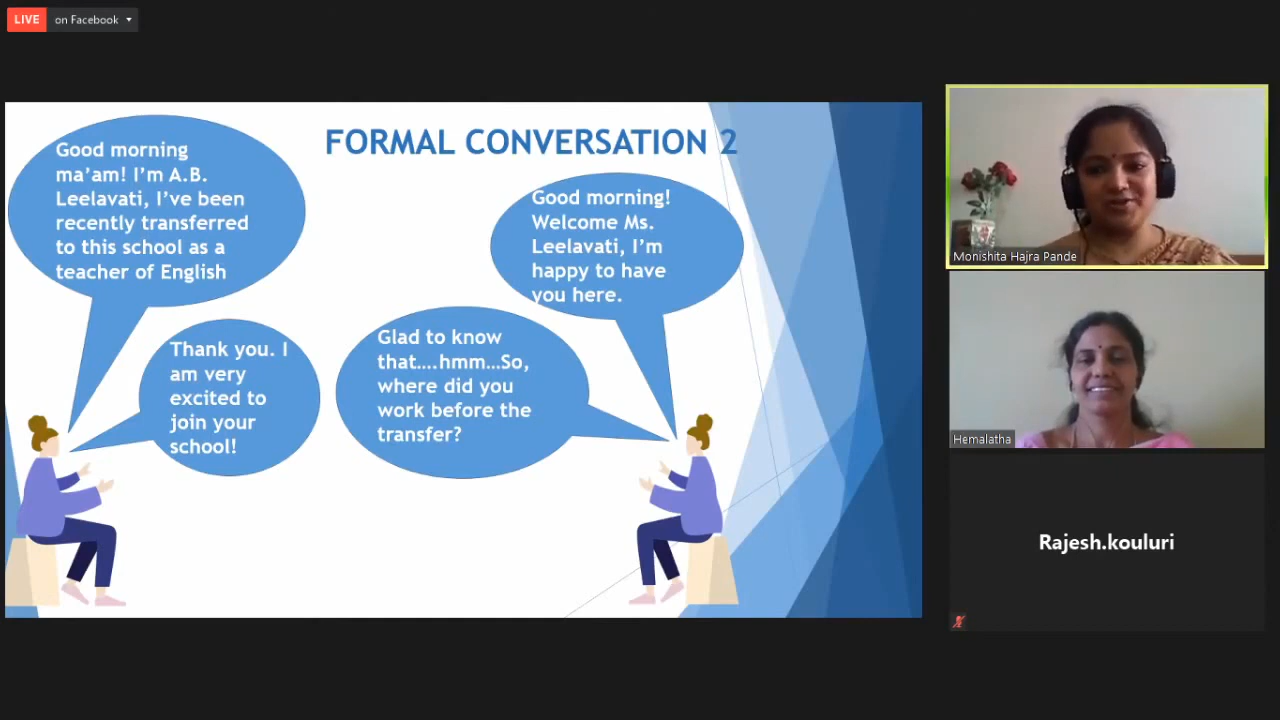 LIVE on Facebook
FORMAL CONVERSATION 2
Good morning
ma'am! I'm A.B.
Leelavati, I've been
recently transferred
to this school as a
teacher of English
Good morning!
Welcome Ms.
Leelavati, I'm
happy to have
you here.
Thank you. I
am very
excited to
join your
school!
Glad to know
that....hmm...So,
where did you
work before the
transfer?
Monishita Hajra Pande
Hemalatha
Rajesh.kouluri